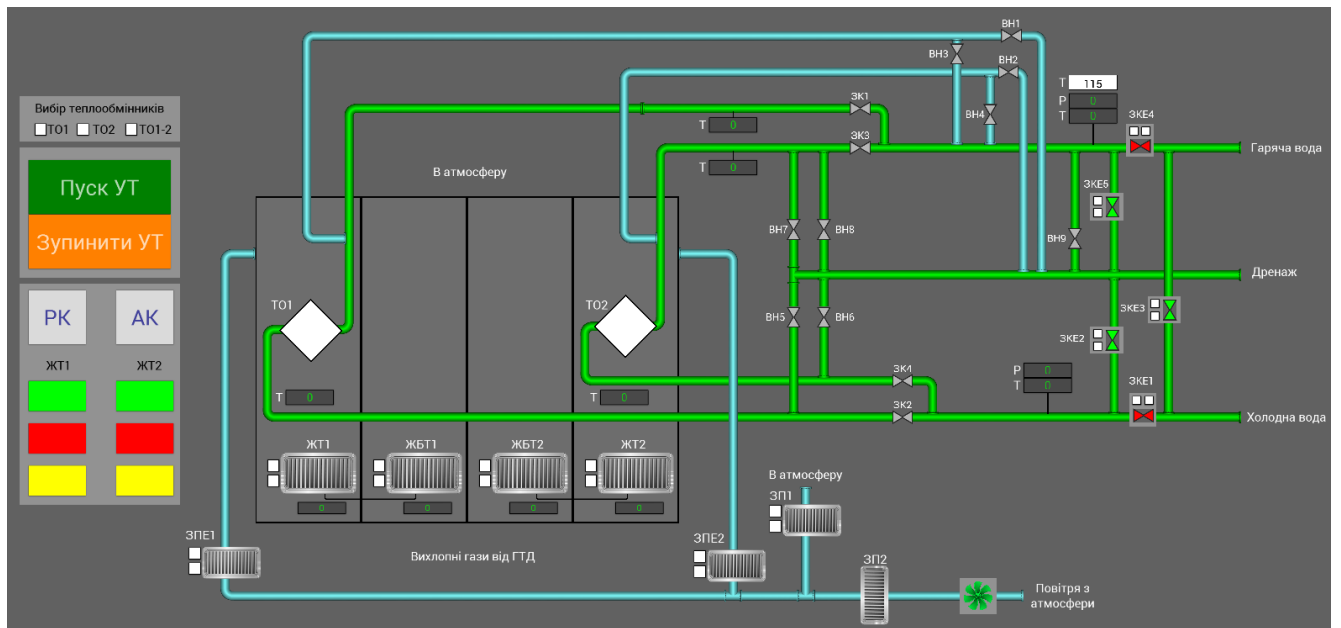 ВН1
ВН3
ВН2
Т 115
Р 0
Т 0
ЗК1
Т 0
ВН4
ЗКЕ4
ЗК3
Гаряча вода
Вибір теплообмінників
ТО1 ТО2 ТО1-2
Т 0
Пуск УТ
Зупинити УТ
В атмосферу
ЗКЕ5
ВН7
ВН8
ВН9
Дренаж
ТО1
ТО2
ВН5
ВН6
ЗКЕ3
ЗКЕ2
РК
АК
ЖТ1
ЖТ2
ЗК4
Р 0
Т 0
ЗКЕ1
Т 0
Т 0
ЗК2
Холодна вода
ЖТ1
ЖБТ1
ЖБТ2
ЖТ2
0
0
0
0
В атмосферу
ЗП1
ЗПЕ1
Вихлопні гази від ГТД
ЗПЕ2
ЗП2
Повітря з
атмосфери